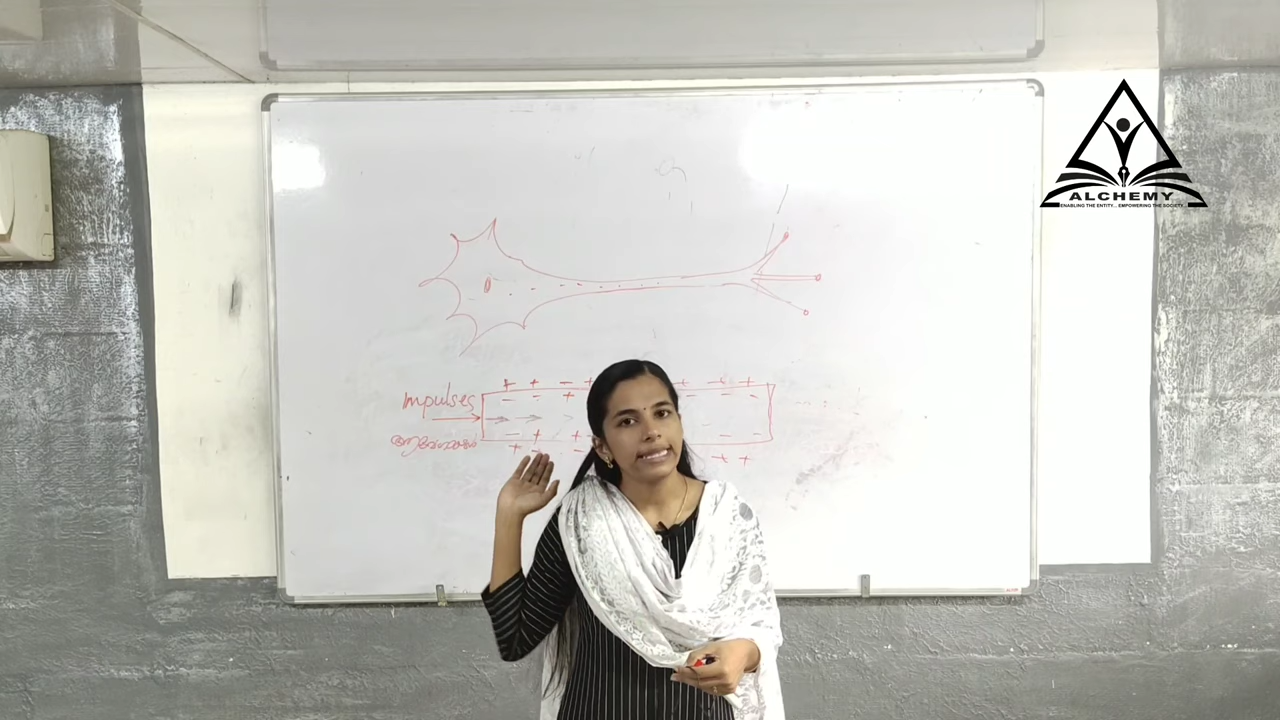 ALCHEMY
ENABLING THE ENTITY... EMPOWERING THE SOCIETY...
+ + - + + + +
- - + - - -
Impulses
- + + - -
ആവേഗങ്ങൾ
+ - - + +